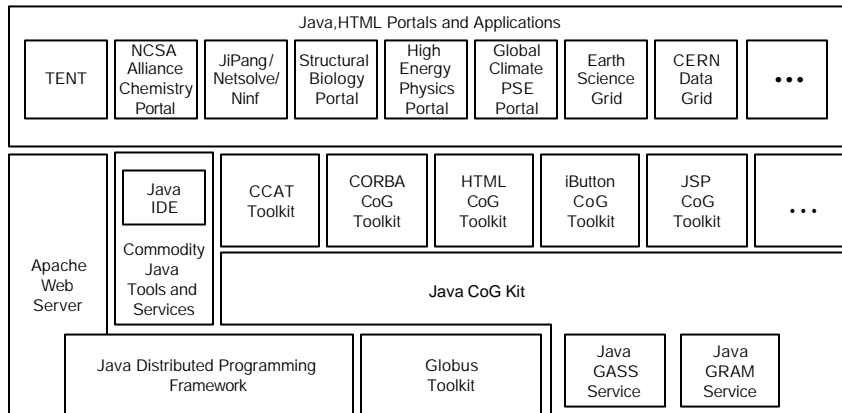 Java,HTML Portals and Applications
TENT
NCSA
Alliance
Chemistry
Portal
JiPang/
Netsolve/
Ninf
Structural
Biology
Portal
High
Energy
Physics
Portal
Global
Climate
PSE
Portal
Earth
Science
Grid
CERN
Data
Grid
•••
Apache
Web
Server
Java
IDE
Commodity
Java
Tools and
Services
CCAT
Toolkit
CORBA
CoG
Toolkit
HTML
CoG
Toolkit
iButton
CoG
Toolkit
JSP
CoG
Toolkit
...
Java CoG Kit
Java Distributed Programming
Framework
Globus
Toolkit
Java
GASS
Service
Java
GRAM
Service